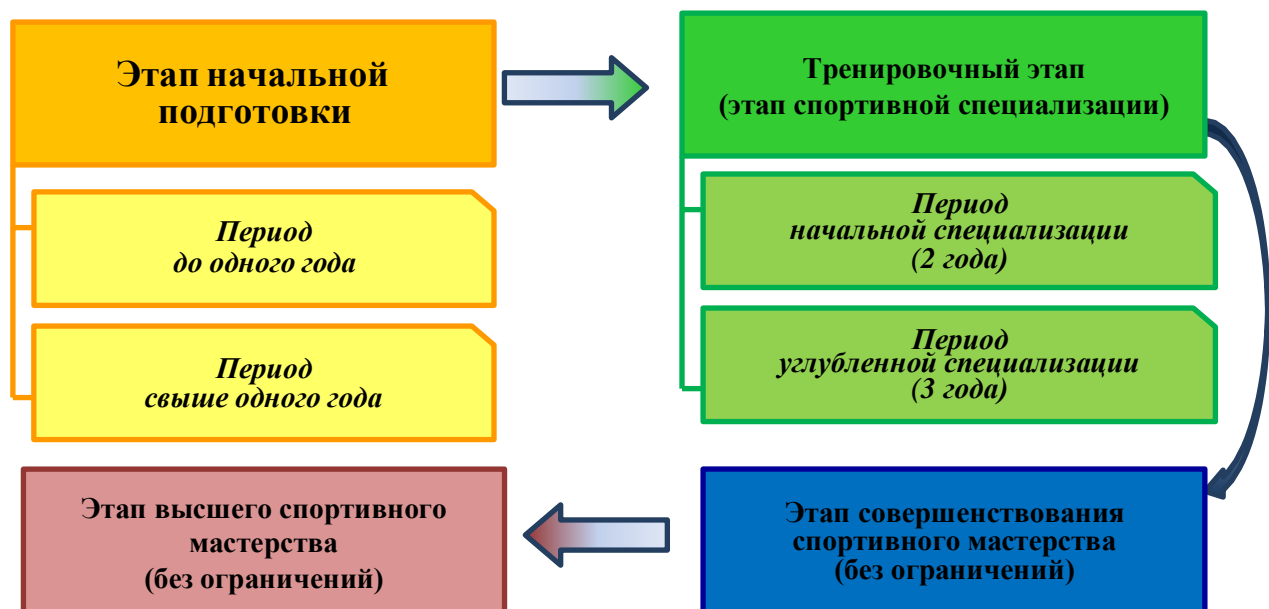 Этап начальной
подготовки
Тренировочный этап
(этап спортивной специализации)
Период
до одного года
Период
свыше одного года
Период
начальной специализации
(2 года)
Период
углубленной специализации
(3 года)
Этап совершенствования
спортивного мастерства
(без ограничений)
Этап высшего спортивного
мастерства
(без ограничений)